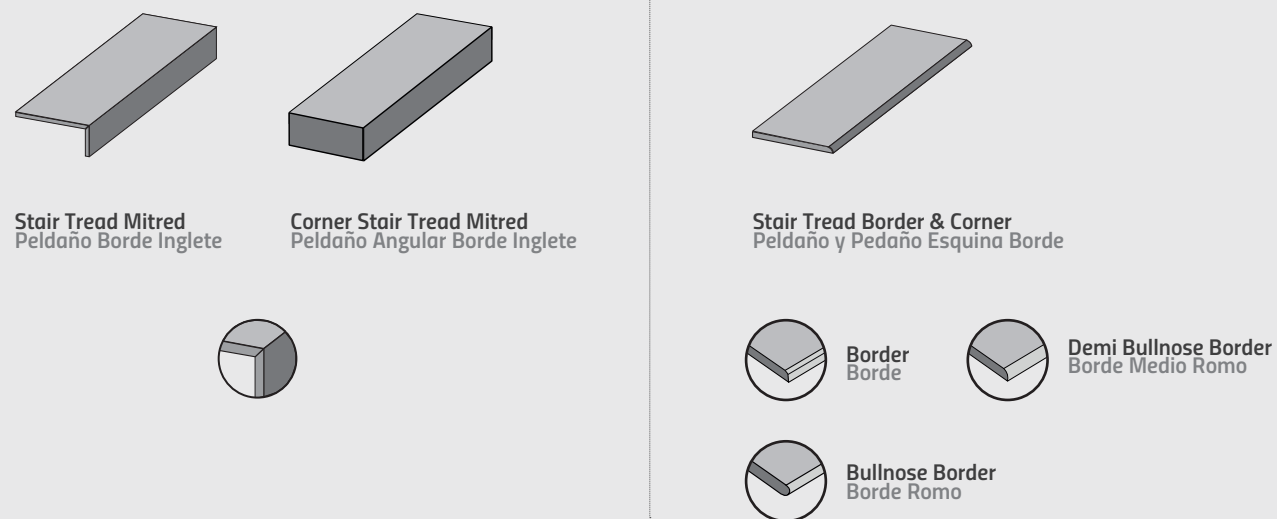 Stair Tread Mitred
Peldaño Borde Inglete
Corner Stair Tread Mitred
Peldaño Angular Borde Inglete
Stair Tread Border & Corner
Peldaño y Pedaño Esquina Borde
Border
Borde
Demi Bullnose Border
Borde Medio Romo
Bullnose Border
Borde Romo